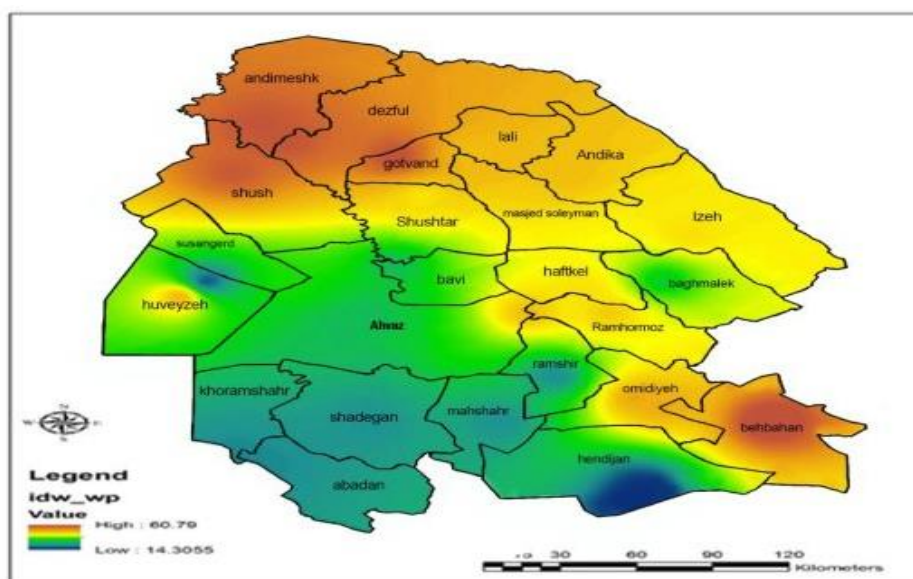 andimeshk
dezful
lali
Andika
gotvand
shush
Izeh
Shushtar
masjed soleyman
susangerd
haftkel
bavi
baghmalek
huveyzeh
Ahvaz
Ramhormoz
ramshir
khoramshahr
omidiyeh
shadegan
mahshahr
behbahan
N
W
S
hendijan
abadan
Legend
idw_wp
Value
High : 60.79
Low : 14.3055
30 60 90 120
Kilometers